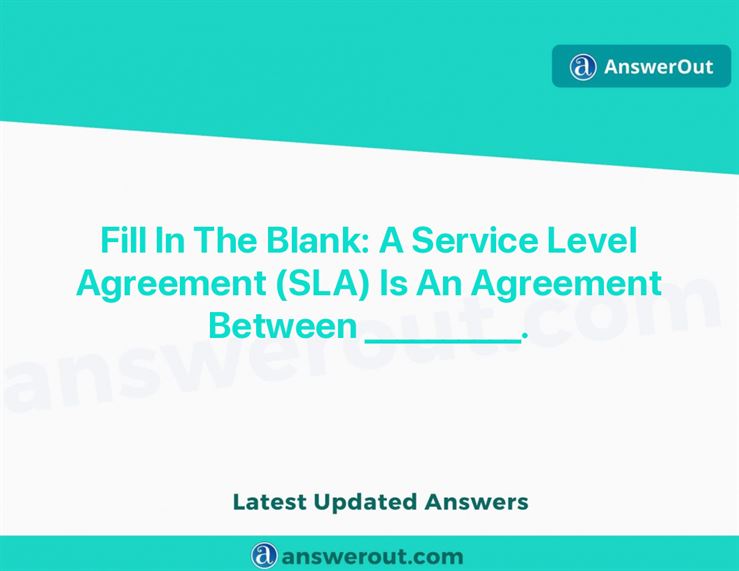 AnswerOut
Fill In The Blank: A Service Level
Agreement (SLA) Is An Agreement
Between __________.
answerout.com
Latest Updated Answers
answerout.com